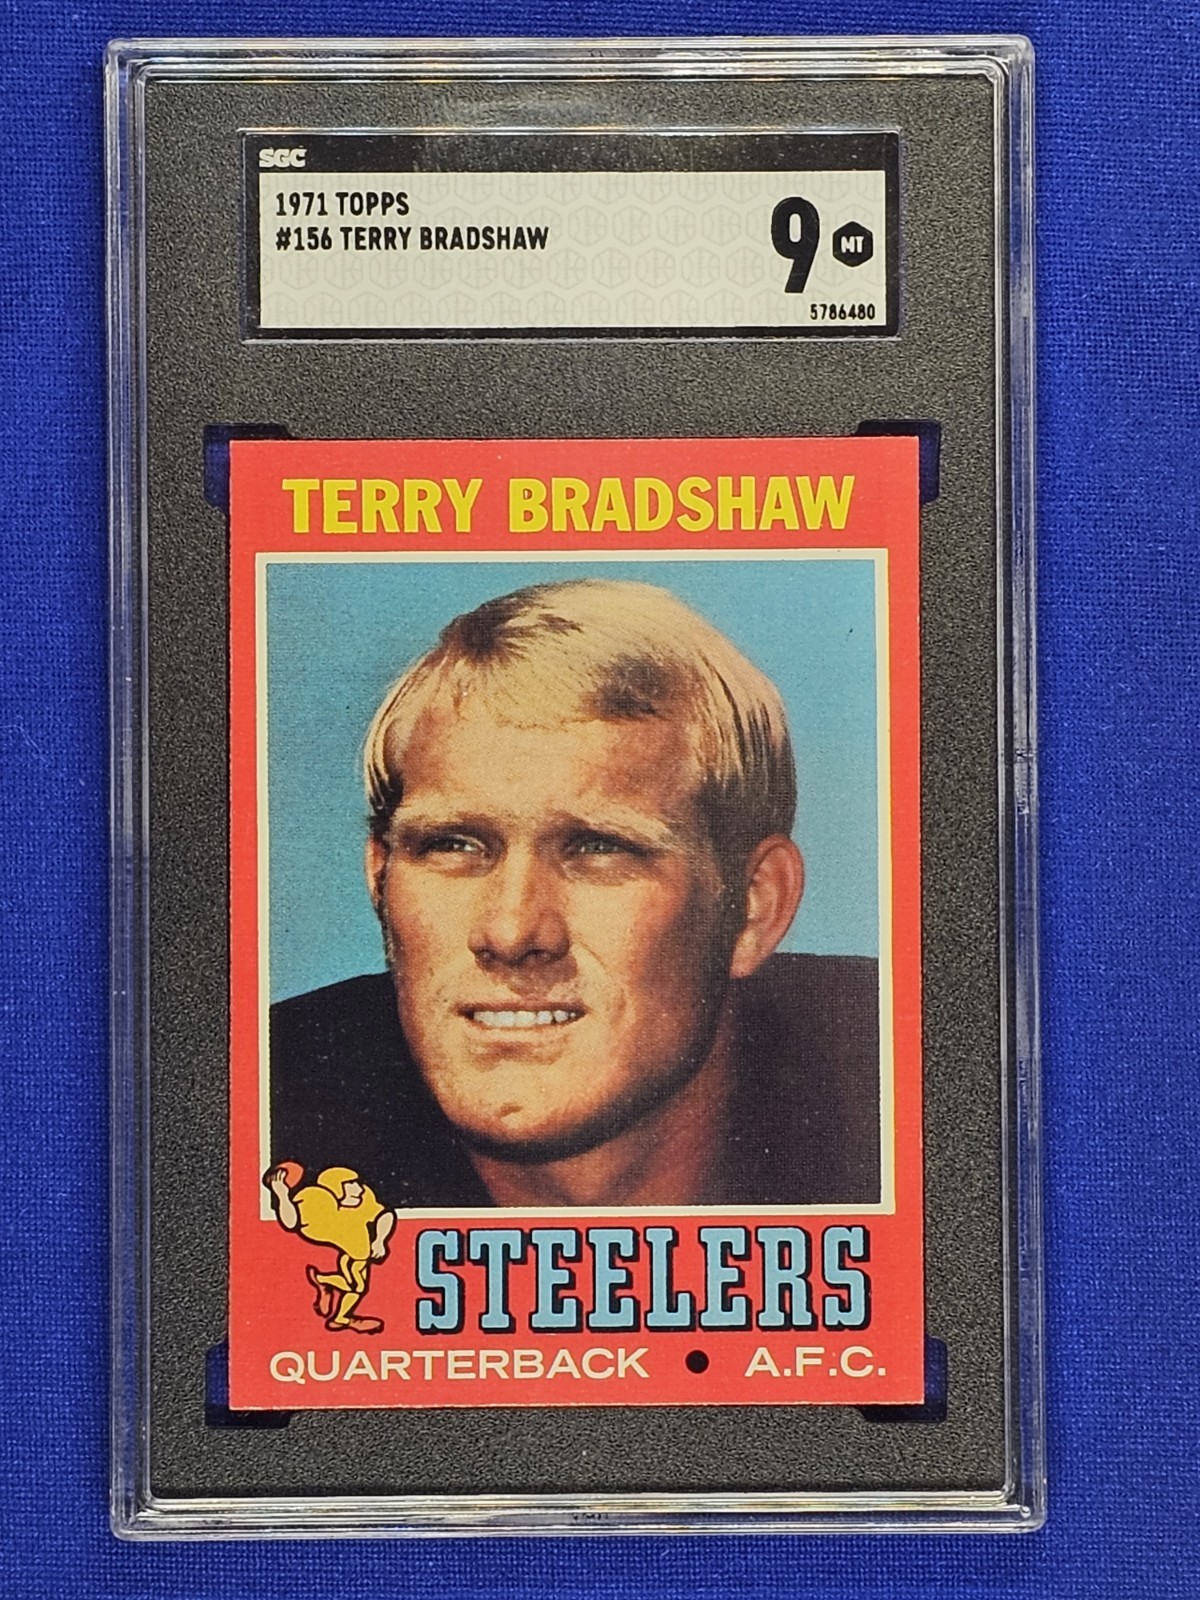 SGC
1971 TOPPS
#156 TERRY BRADSHAW
9 MT
5786480
TERRY BRADSHAW
STEELERS
QUARTERBACK • A.F.C.